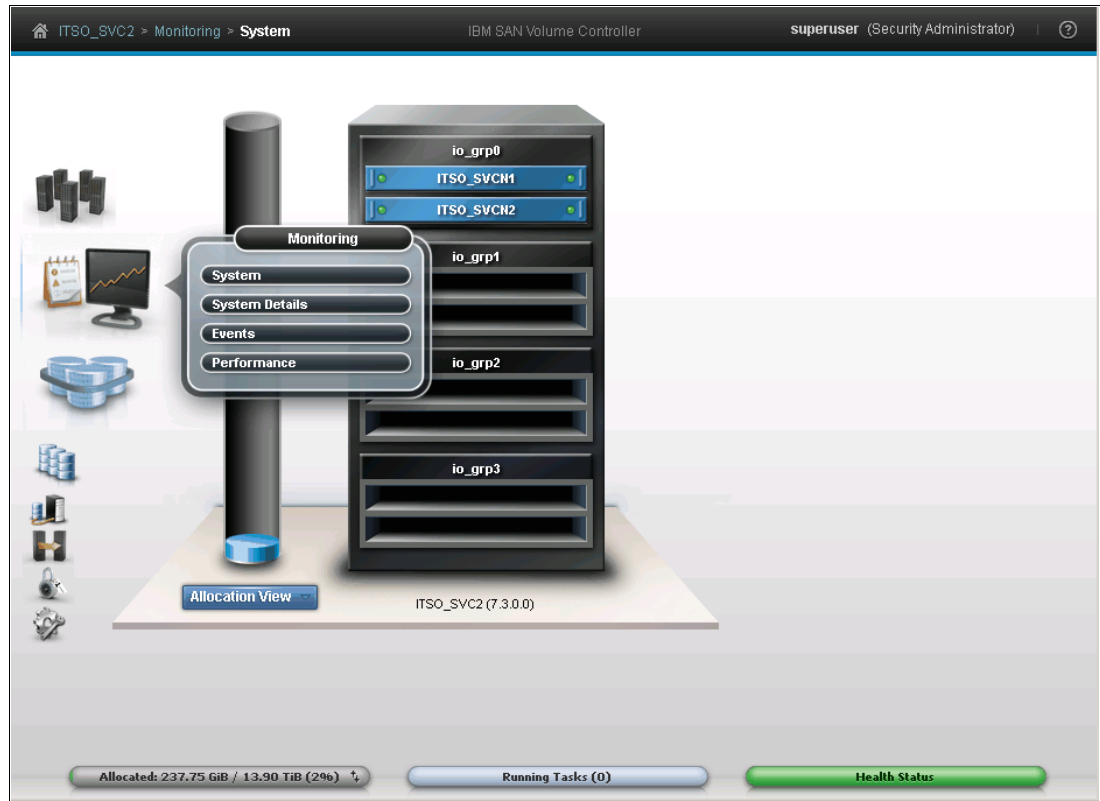 ITSO_SVC2 > Monitoring > System
IBM SAN Volume Controller
superuser (Security Administrator)
?
io_grp0
ITSO_SVCN1
ITSO_SVCN2
Monitoring
System
System Details
Events
Performance
io_grp1
io_grp2
io_grp3
Allocation View
ITSO_SVC2 (7.3.0.0)
Allocated: 237.75 GiB / 13.90 TiB (2%)
Running Tasks (0)
Health Status